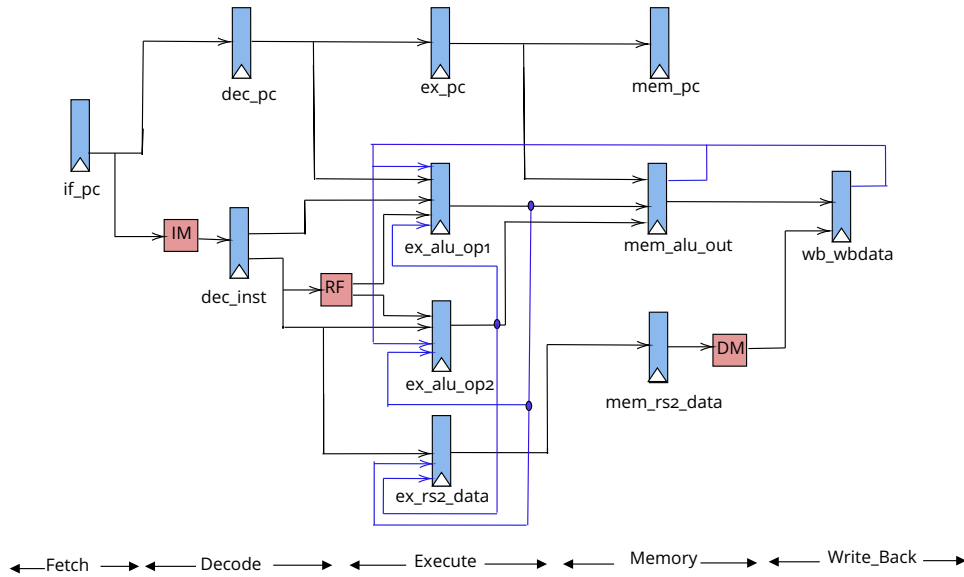 dec_pc
ex_pc
mem_pc
if_pc
IM
dec_inst
RF
ex_alu_op1
mem_alu_out
wb_wbdata
ex_alu_op2
DM
mem_rs2_data
ex_rs2_data
Fetch
Decode
Execute
Memory
Write_Back